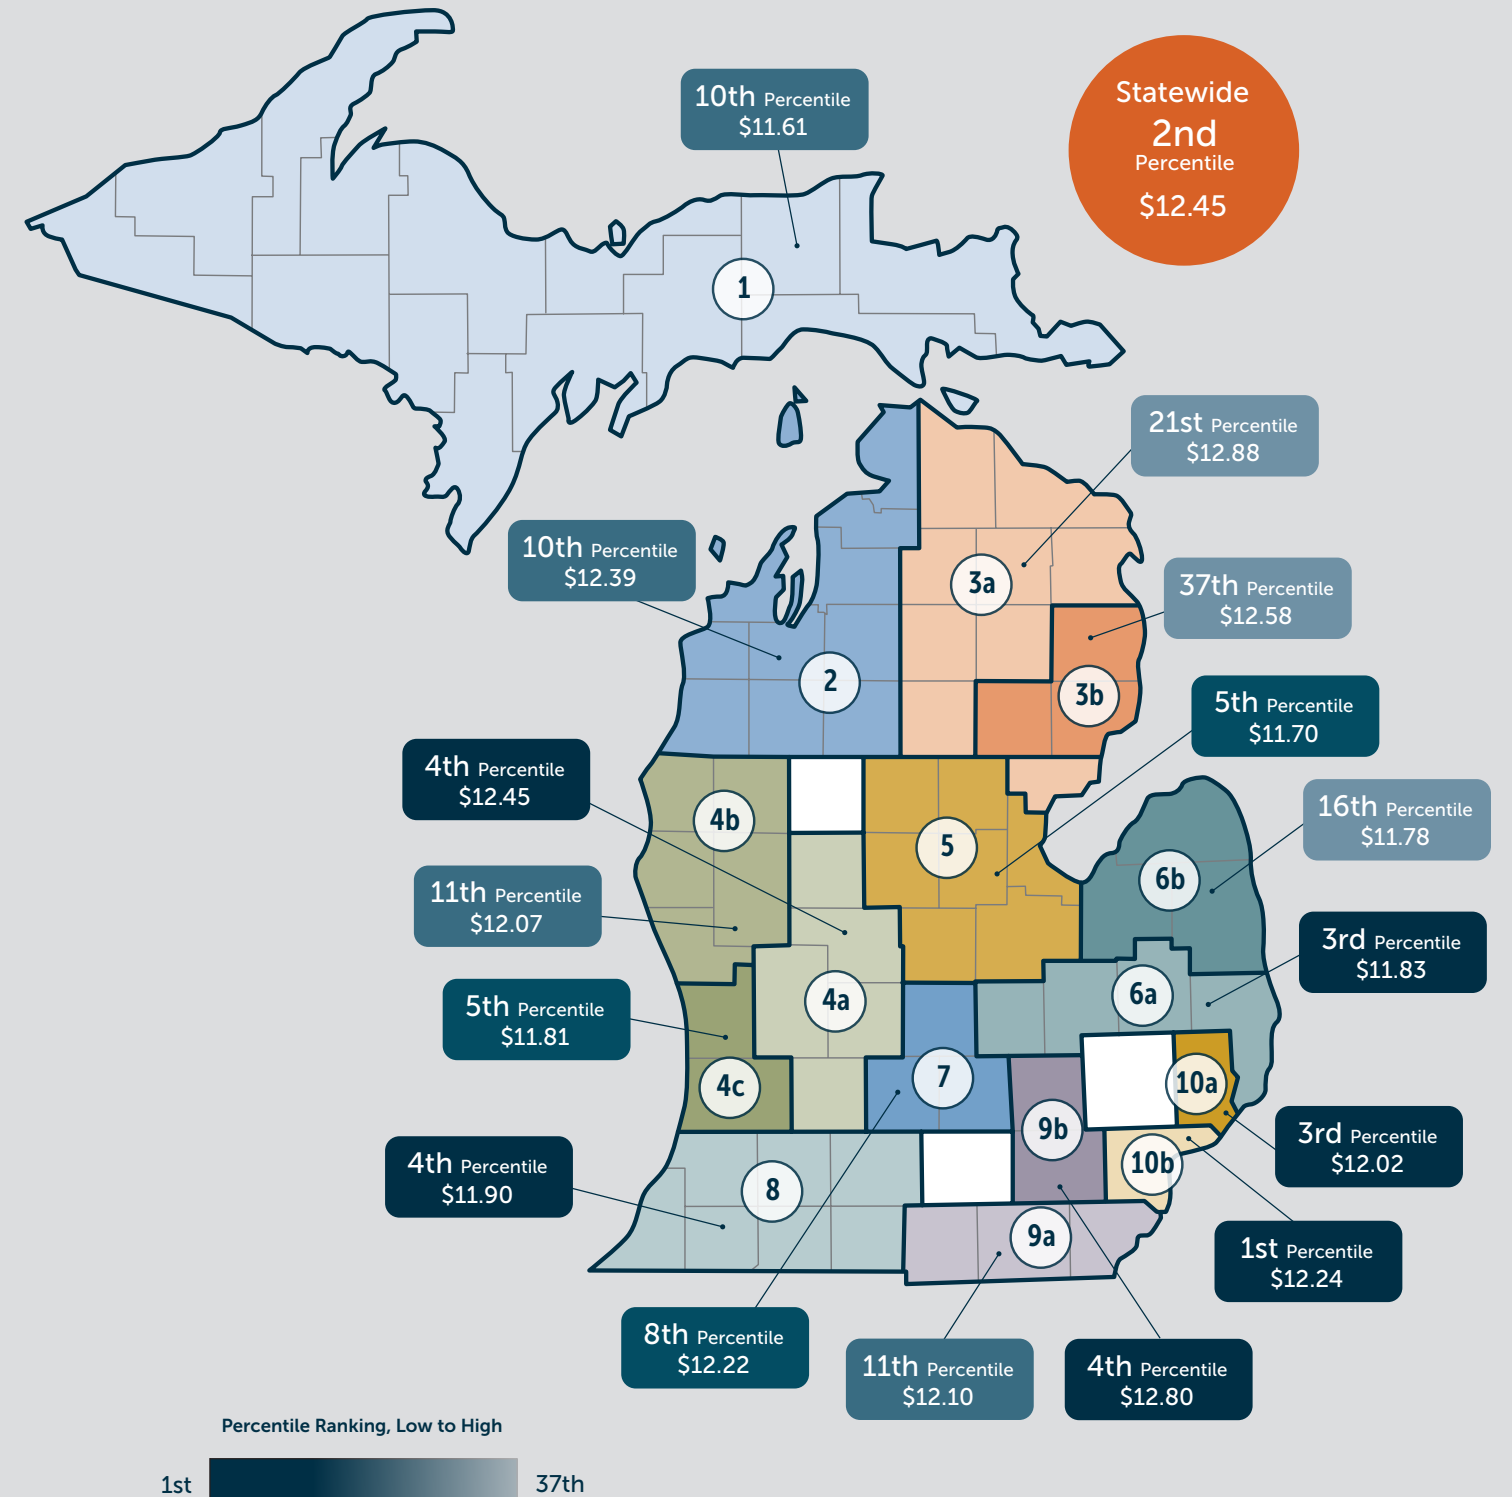 Statewide
2nd
Percentile
$12.45
10th Percentile
$11.61
1
21st Percentile
$12.88
10th Percentile
$12.39
3a
37th Percentile
$12.58
2
3b
5th Percentile
$11.70
4th Percentile
$12.45
4b
5
16th Percentile
$11.78
6b
11th Percentile
$12.07
3rd Percentile
$11.83
5th Percentile
$11.81
4a
6a
4c
7
10a
9b
3rd Percentile
$12.02
4th Percentile
$11.90
8
10b
9a
1st Percentile
$12.24
8th Percentile
$12.22
11th Percentile
$12.10
4th Percentile
$12.80
Percentile Ranking, Low to High
1st
37th